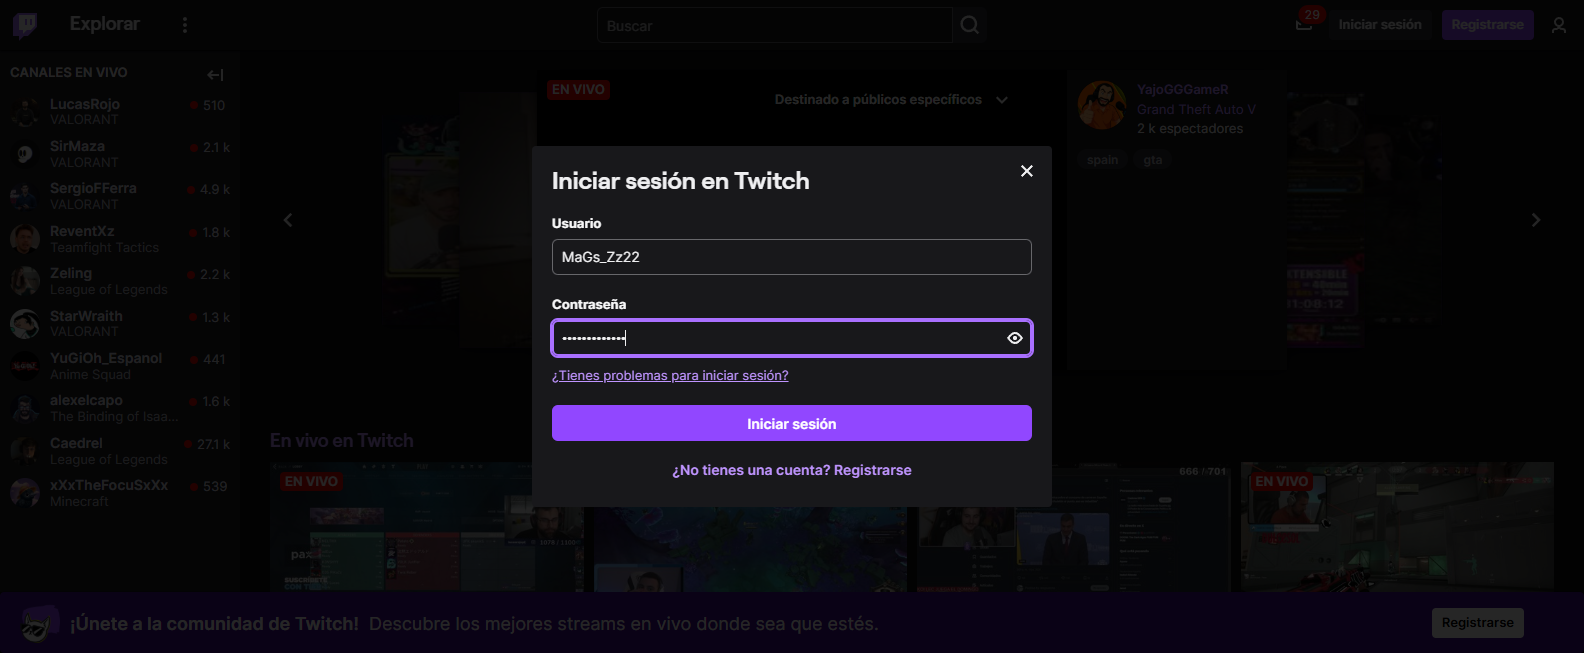 Explorar
Buscar
29
Iniciar sesión
Registrarse
CANALES EN VIVO
LucasRojo
510
VALORANT
SirMaza
2.1 k
VALORANT
SergioFFerra
4.9 k
VALORANT
ReventXz
1.8 k
Teamfight Tactics
Zeling
2.2 k
League of Legends
StarWraith
1.3 k
VALORANT
YuGiOh_Espanol
441
Anime Squad
alexelcapo
1.6 k
The Binding of Isaa...
Caedrel
27.1 k
League of Legends
xXxTheFocuSxXx
539
Minecraft
EN VIVO
Destinado a públicos específicos
YajoGGGameR
Grand Theft Auto V
2 k espectadores
spain
gta
Iniciar sesión en Twitch
Usuario
MaGs_Zz22
Contraseña
•••••••••••••
¿Tienes problemas para iniciar sesión?
Iniciar sesión
¿No tienes una cuenta? Registrarse
En vivo en Twitch
EN VIVO
666 / 701
EN VIVO
¡Únete a la comunidad de Twitch! Descubre los mejores streams en vivo donde sea que estés.
Registrarse